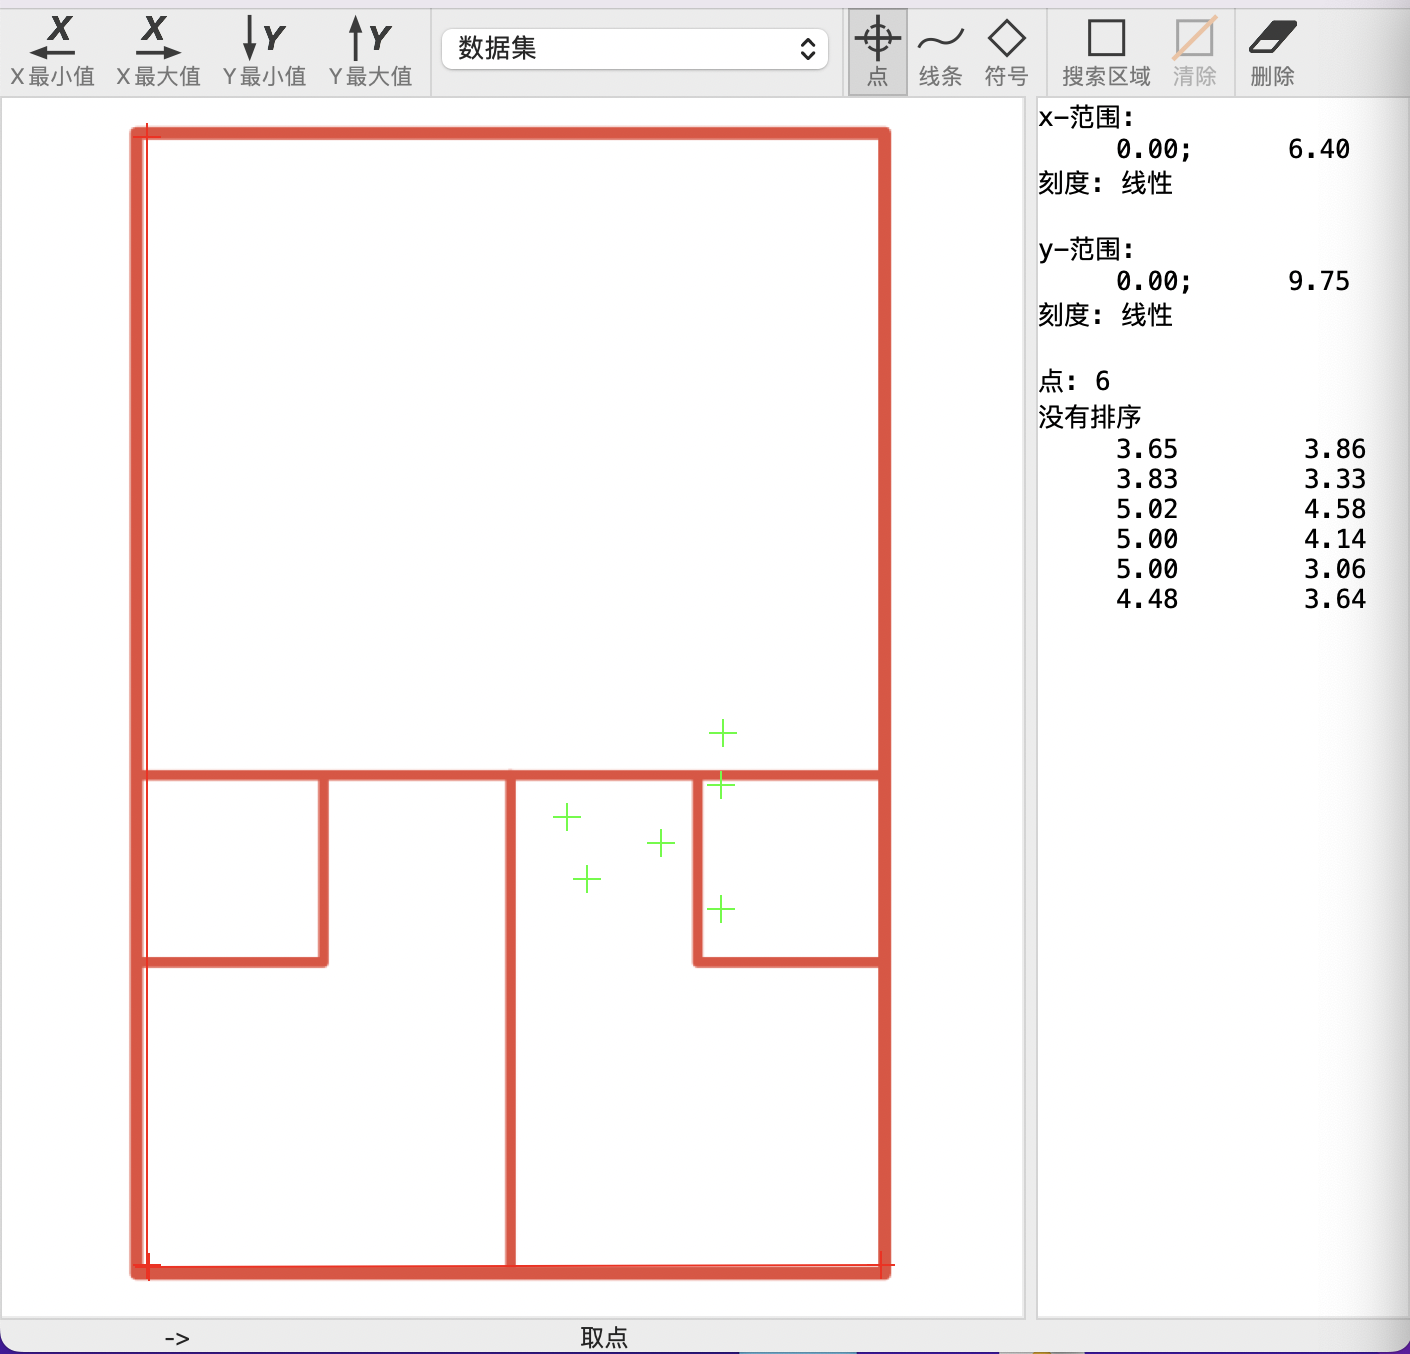 X Y Y
X最小值 X最大值 Y最小值 Y最大值 数据集 点 线条 符号 搜索区域 清除 删除
x-范围:
0.00; 6.40
刻度: 线性
y-范围:
0.00; 9.75
刻度: 线性
点: 6
没有排序
3.65 3.86
3.83 3.33
5.02 4.58
5.00 4.14
5.00 3.06
4.48 3.64
-> 取点